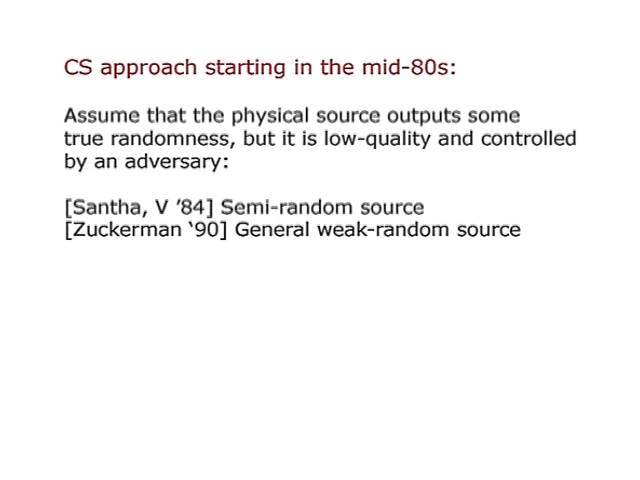 CS approach starting in the mid-80s:
Assume that the physical source outputs some
true randomness, but it is low-quality and controlled
by an adversary:
[Santha, V ’84] Semi-random source
[Zuckerman ‘90] General weak-random source